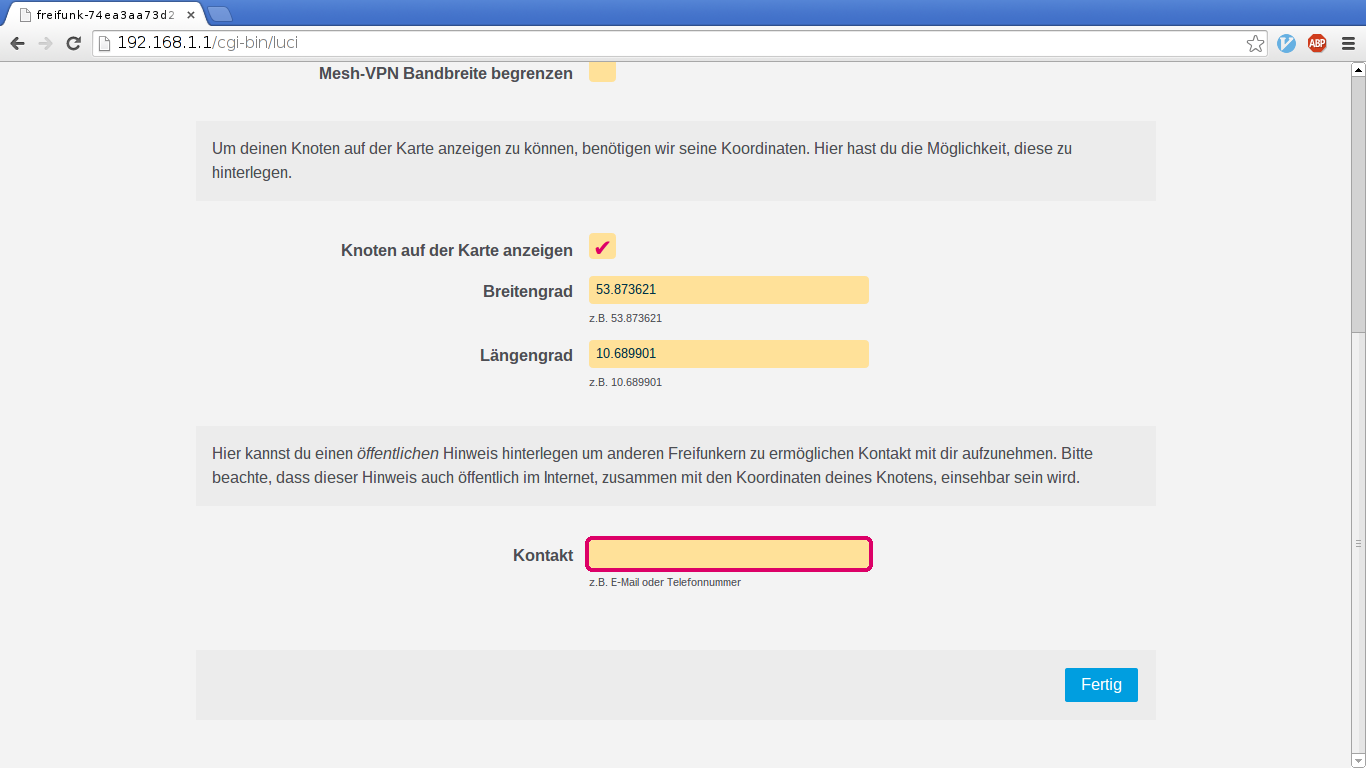 freifunk-74ea3aa73d2
192.168.1.1/cgi-bin/luci
ABP
Mesh-VPN Bandbreite begrenzen
Um deinen Knoten auf der Karte anzeigen zu können, benötigen wir seine Koordinaten. Hier hast du die Möglichkeit, diese zu
hinterlegen.
Knoten auf der Karte anzeigen
Breitengrad 53.873621
z.B. 53.873621
Längengrad 10.689901
z.B. 10.689901
Hier kannst du einen öffentlichen Hinweis hinterlegen um anderen Freifunkern zu ermöglichen Kontakt mit dir aufzunehmen. Bitte
beachte, dass dieser Hinweis auch öffentlich im Internet, zusammen mit den Koordinaten deines Knotens, einsehbar sein wird.
Kontakt
z.B. E-Mail oder Telefonnummer
Fertig